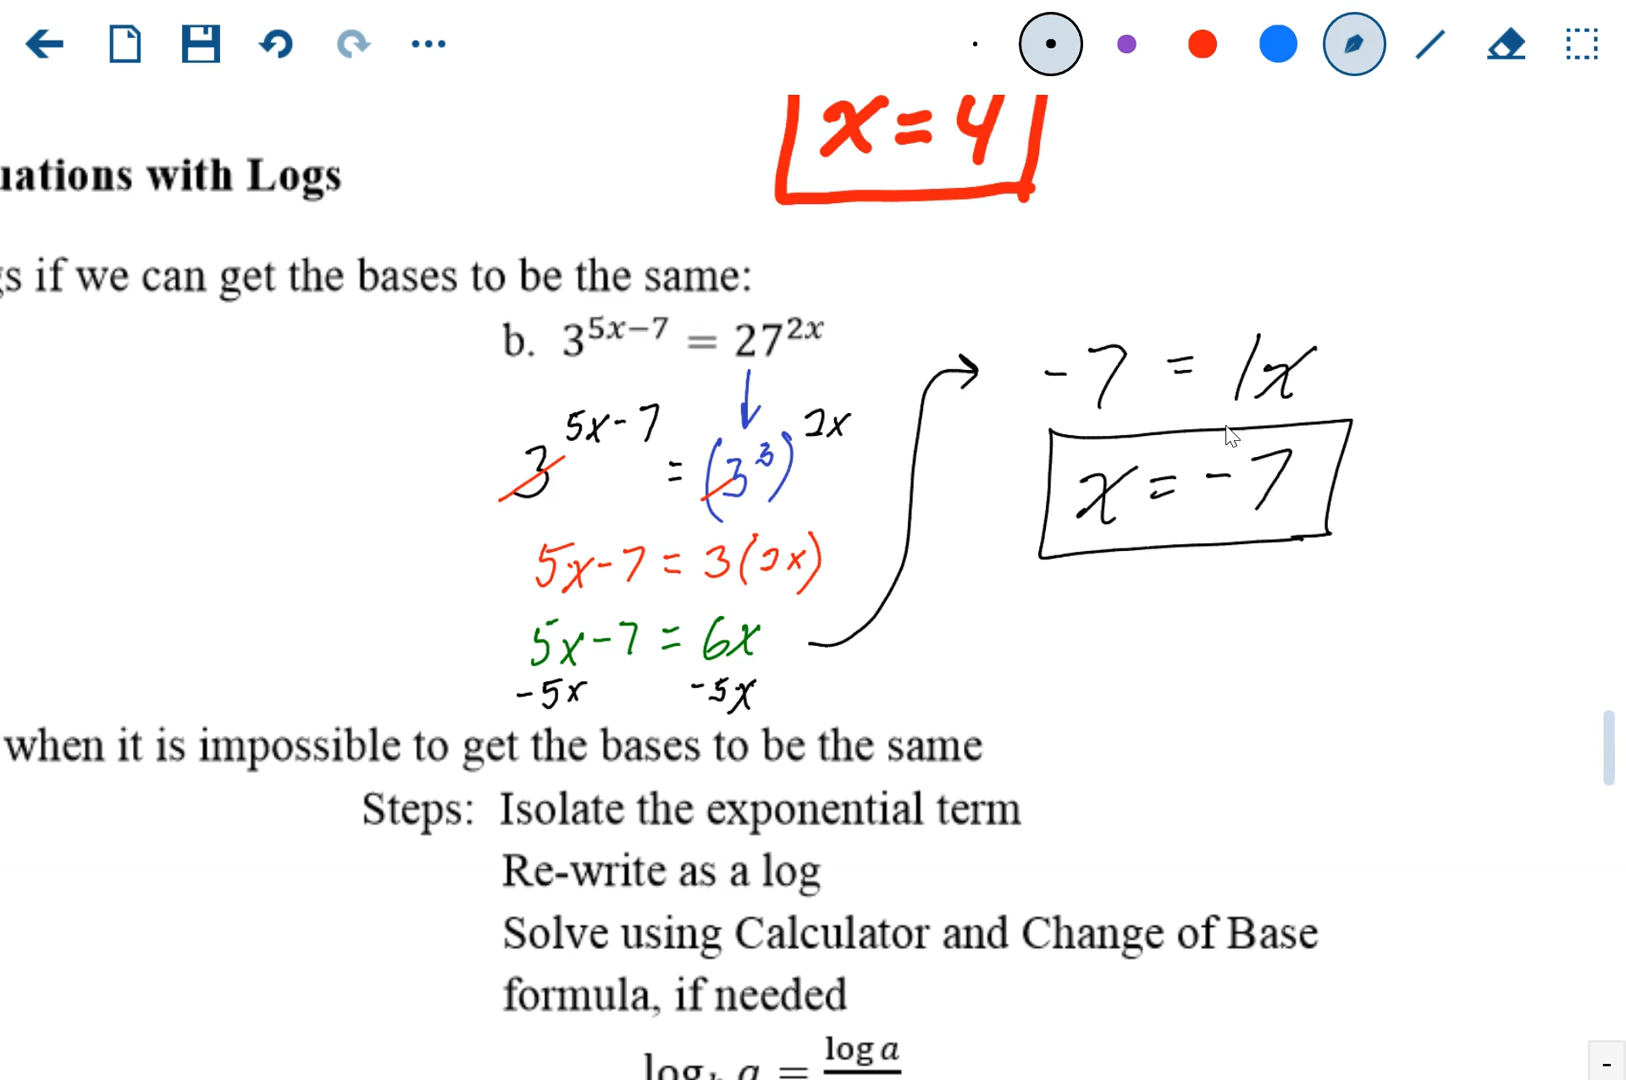 x = 4
uations with Logs
gs if we can get the bases to be the same:
b. 3^{5x−7} = 27^{2x}
3^{5x-7} = (3^3)^{2x}
5x-7 = 3(2x)
5x-7 = 6x
-5x -5x
-7 = 1x
x = -7
when it is impossible to get the bases to be the same
Steps: Isolate the exponential term
Re-write as a log
Solve using Calculator and Change of Base
formula, if needed
log a = log a